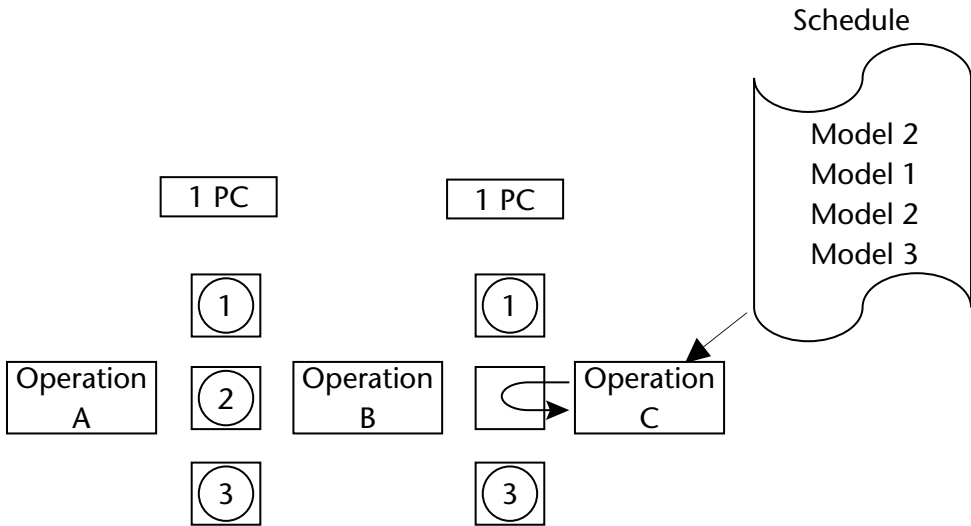 Schedule
Model 2
Model 1
Model 2
Model 3
1 PC
1 PC
1
1
Operation
A
2
Operation
B
Operation
C
3
3